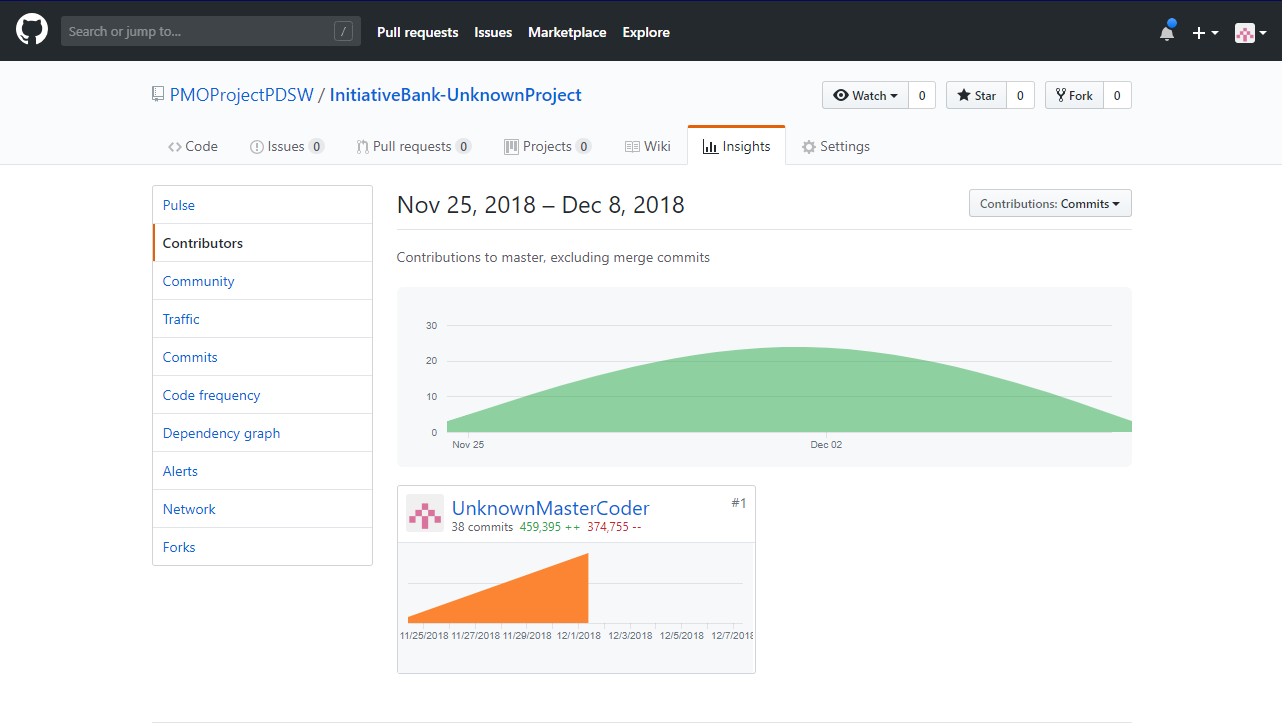 Search or jump to... /
Pull requests Issues Marketplace Explore
PMOProjectPDSW / InitiativeBank-UnknownProject
Watch 0 Star 0 Fork 0
Code Issues 0 Pull requests 0 Projects 0 Wiki Insights Settings
Pulse
Contributors
Community
Traffic
Commits
Code frequency
Dependency graph
Alerts
Network
Forks
Nov 25, 2018 – Dec 8, 2018
Contributions: Commits
Contributions to master, excluding merge commits
30
20
10
0
Nov 25 Dec 02
UnknownMasterCoder #1
38 commits 459,395 ++ 374,755 --
11/25/2018 11/27/2018 11/29/2018 12/1/2018 12/3/2018 12/5/2018 12/7/2018